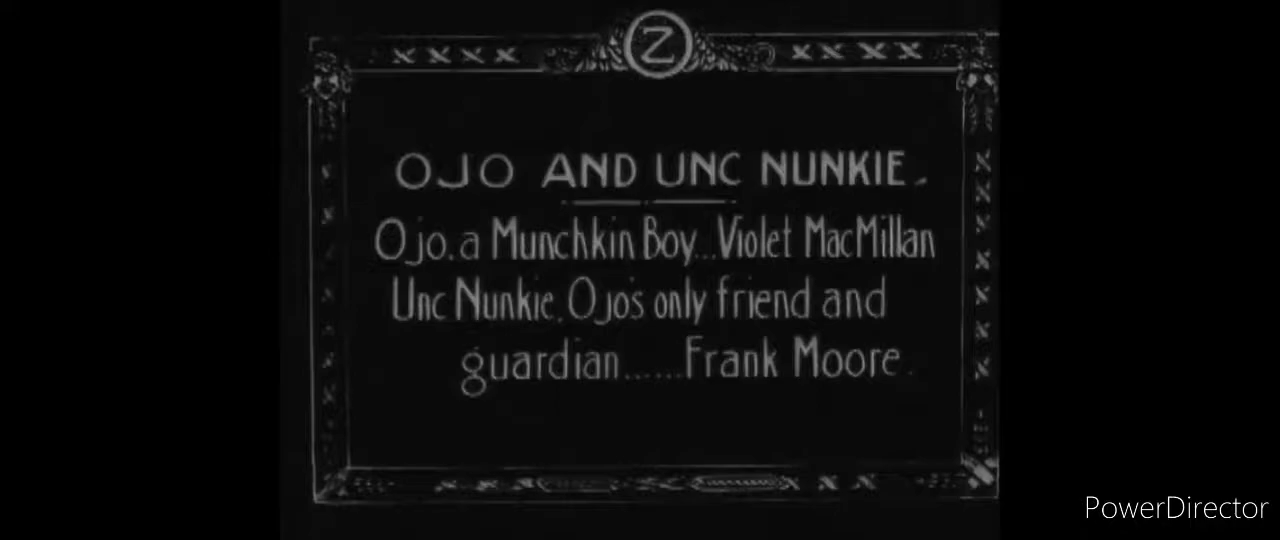 Z
OJO AND UNC NUNKIE.
Ojo, a Munchkin Boy...Violet MacMillan
Unc Nunkie, Ojo's only friend and
guardian......Frank Moore.
PowerDirector